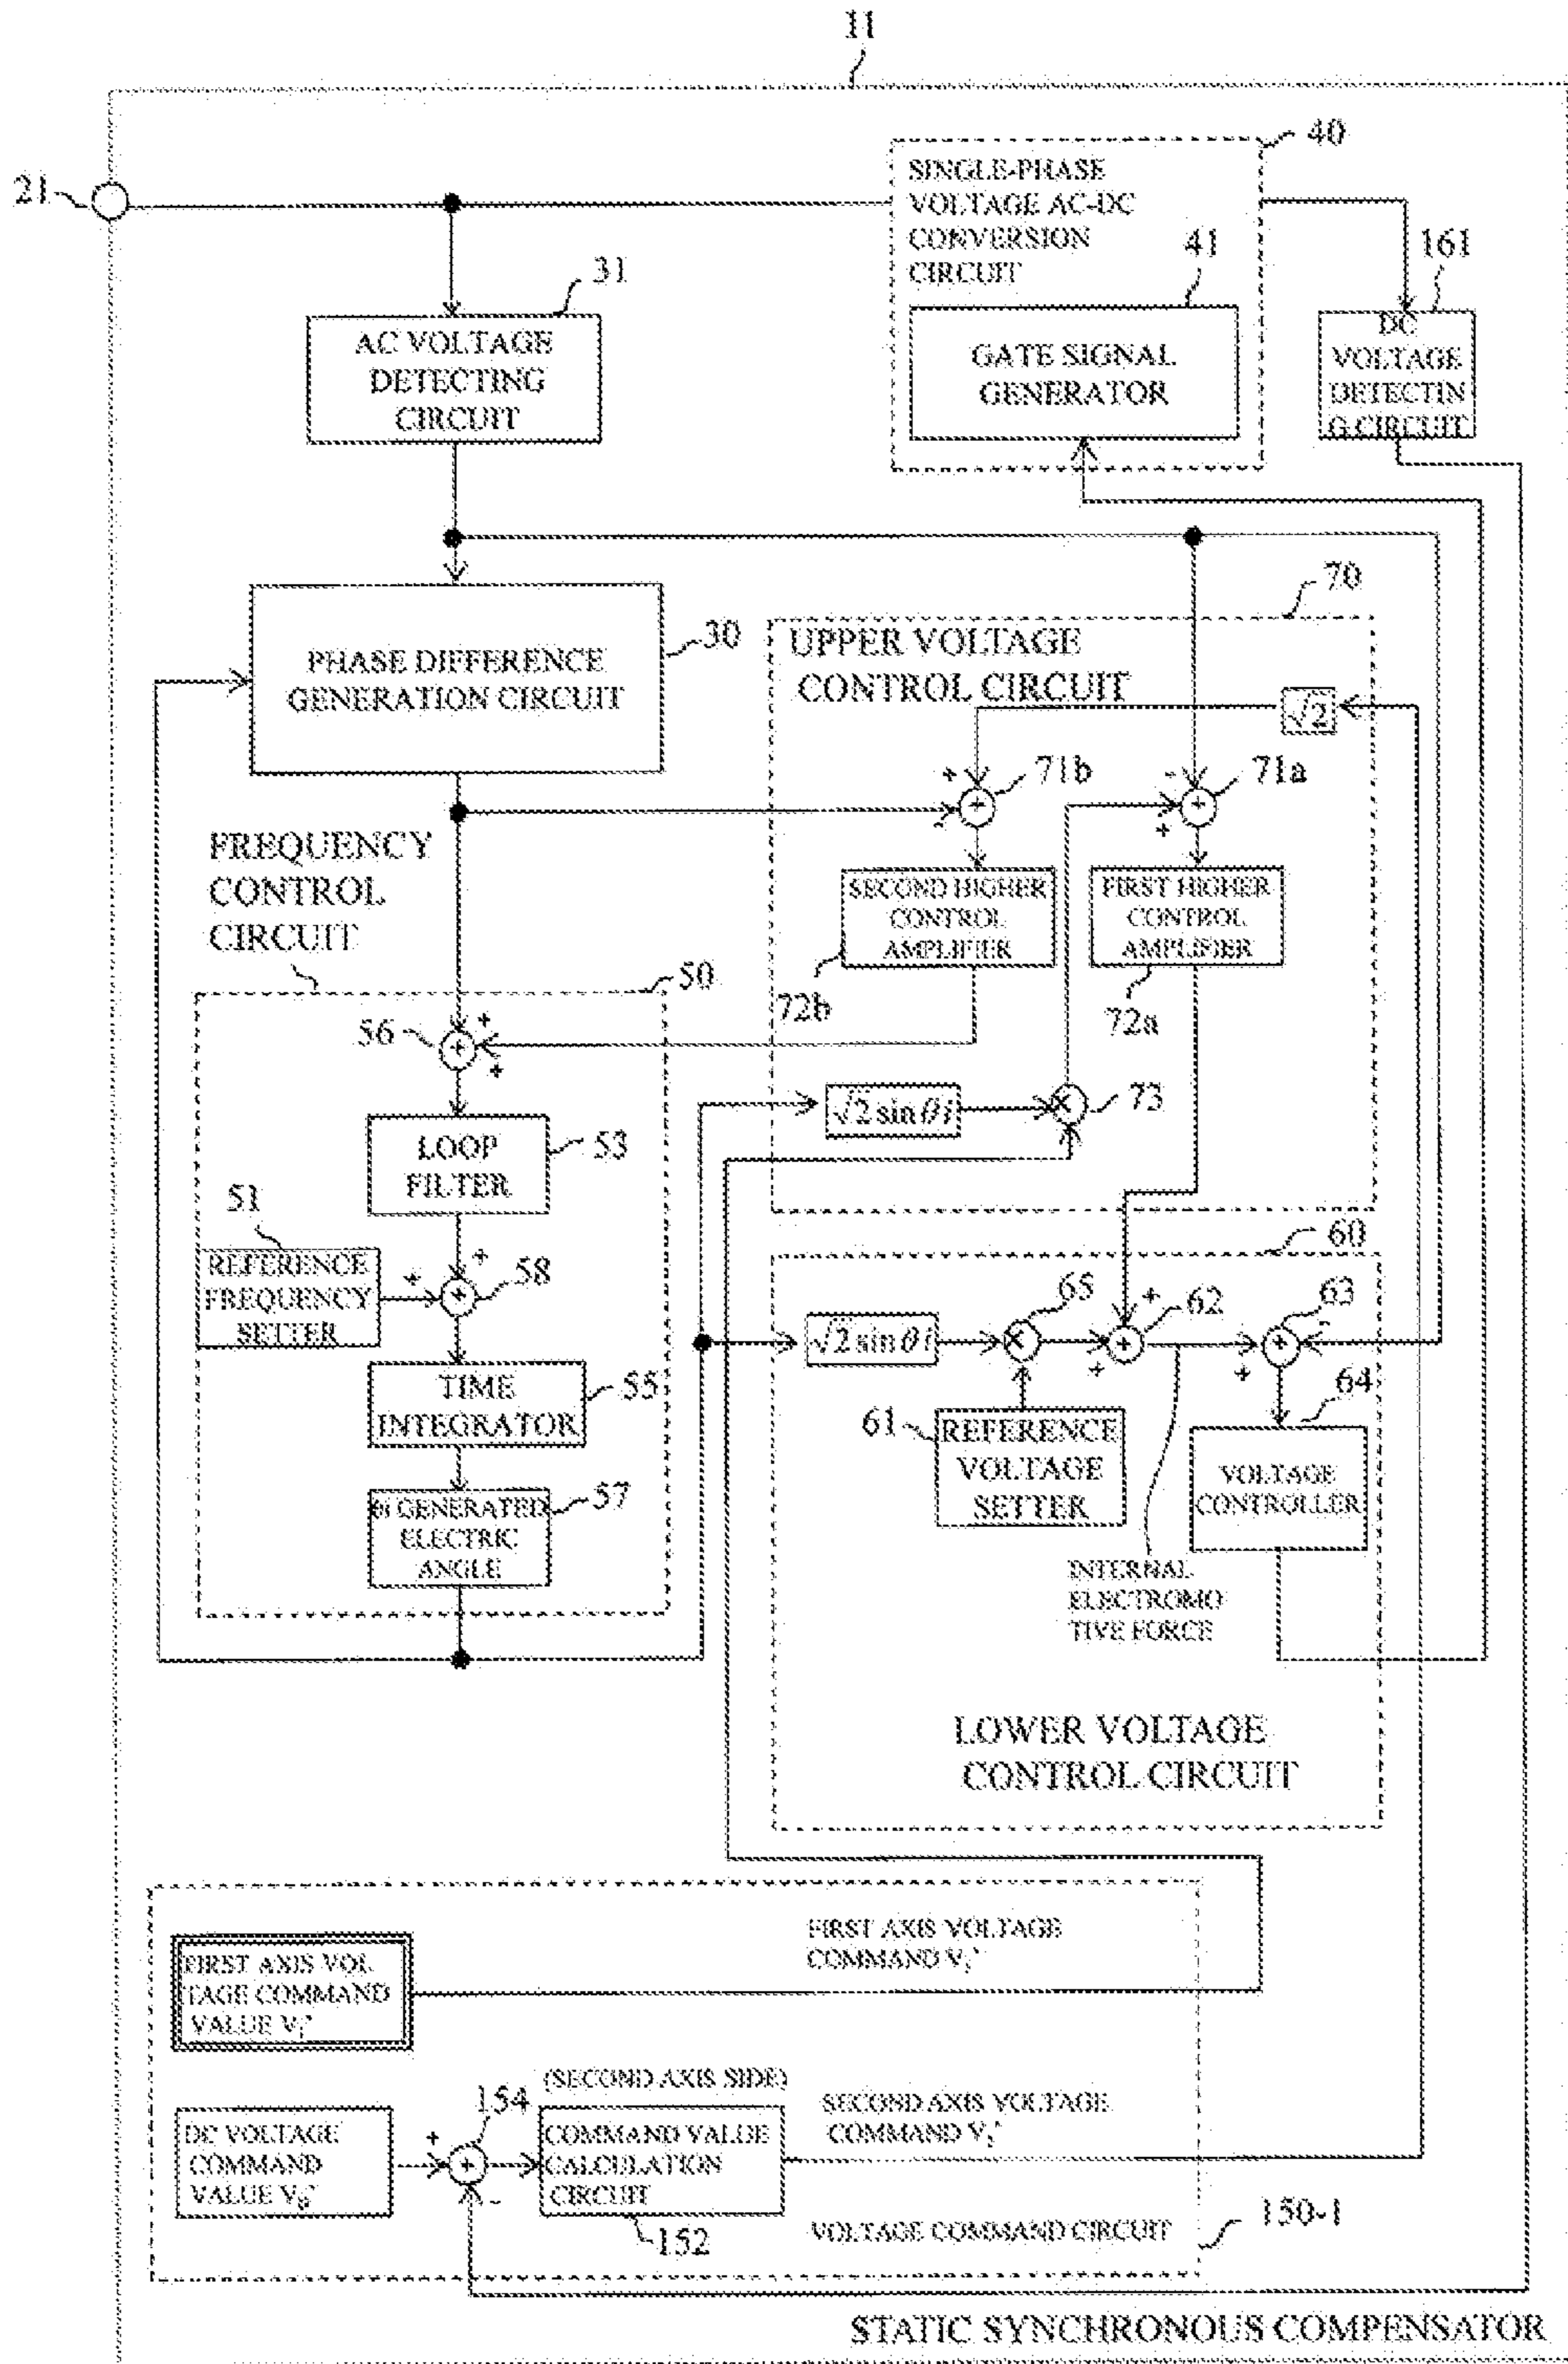 11
40
21
SINGLE-PHASE
VOLTAGE AC-DC
CONVERSION
CIRCUIT
41
161
31
AC VOLTAGE
DETECTING
CIRCUIT
GATE SIGNAL
GENERATOR
DC
VOLTAGE
DETECTIN
G CIRCUIT
70
30
PHASE DIFFERENCE
GENERATION CIRCUIT
UPPER VOLTAGE
CONTROL CIRCUIT
√2
+
71b
-
71a
-
+
FREQUENCY
CONTROL
CIRCUIT
SECOND HIGHER
CONTROL
AMPLIFIER
FIRST HIGHER
CONTROL
AMPLIFIER
50
72b
72a
56
+
+
+
√2 sin θi
×
73
LOOP
FILTER
53
51
60
REFERENCE
FREQUENCY
SETTER
+
+
+
58
65
+
62
63
-
√2 sin θi
×
+
+
+
+
TIME
INTEGRATOR
55
64
61
REFERENCE
VOLTAGE
SETTER
VOLTAGE
CONTROLLER
θi GENERATED
ELECTRIC
ANGLE
57
INTERNAL
ELECTROMO
TIVE FORCE
LOWER VOLTAGE
CONTROL CIRCUIT
FIRST AXIS VOL
TAGE COMMAND
VALUE
FIRST AXIS VOLTAGE
COMMAND
(SECOND AXIS SIDE)
154
DC VOLTAGE
COMMAND
VALUE
+
+
-
COMMAND VALUE
CALCULATION
CIRCUIT
SECOND AXIS VOLTAGE
COMMAND
152
VOLTAGE COMMAND CIRCUIT
150-1
STATIC SYNCHRONOUS COMPENSATOR